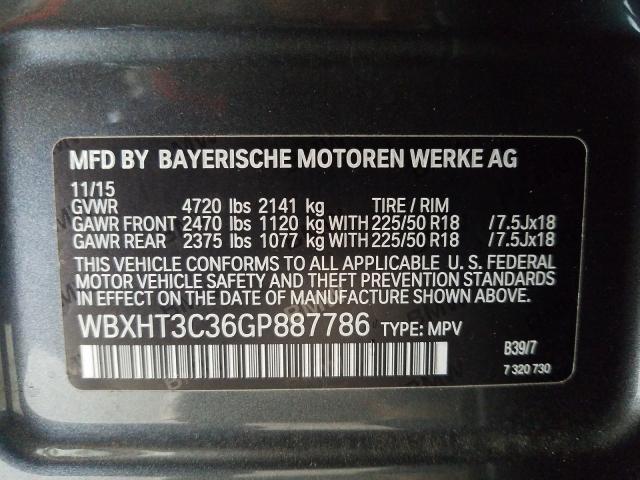 MFD BY BAYERISCHE MOTOREN WERKE AG
11/15
GVWR 4720 lbs 2141 kg TIRE / RIM
GAWR FRONT 2470 lbs 1120 kg WITH 225/50 R18 /7.5Jx18
GAWR REAR 2375 lbs 1077 kg WITH 225/50 R18 /7.5Jx18
THIS VEHICLE CONFORMS TO ALL APPLICABLE U. S. FEDERAL
MOTOR VEHICLE SAFETY AND THEFT PREVENTION STANDARDS
IN EFFECT ON THE DATE OF MANUFACTURE SHOWN ABOVE.
WBXHT3C36GP887786 TYPE: MPV
B39/7
7 320 730